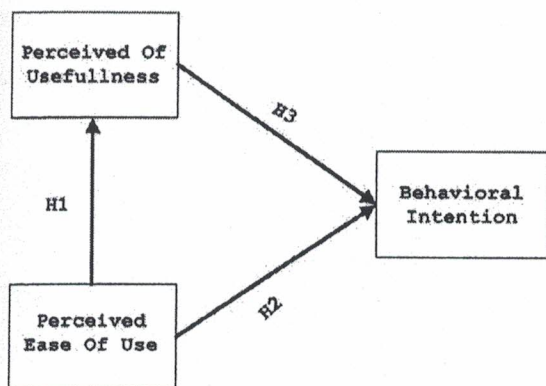 Perceived Of
Usefullness
H3
H1
Behavioral
Intention
H2
Perceived
Ease Of Use